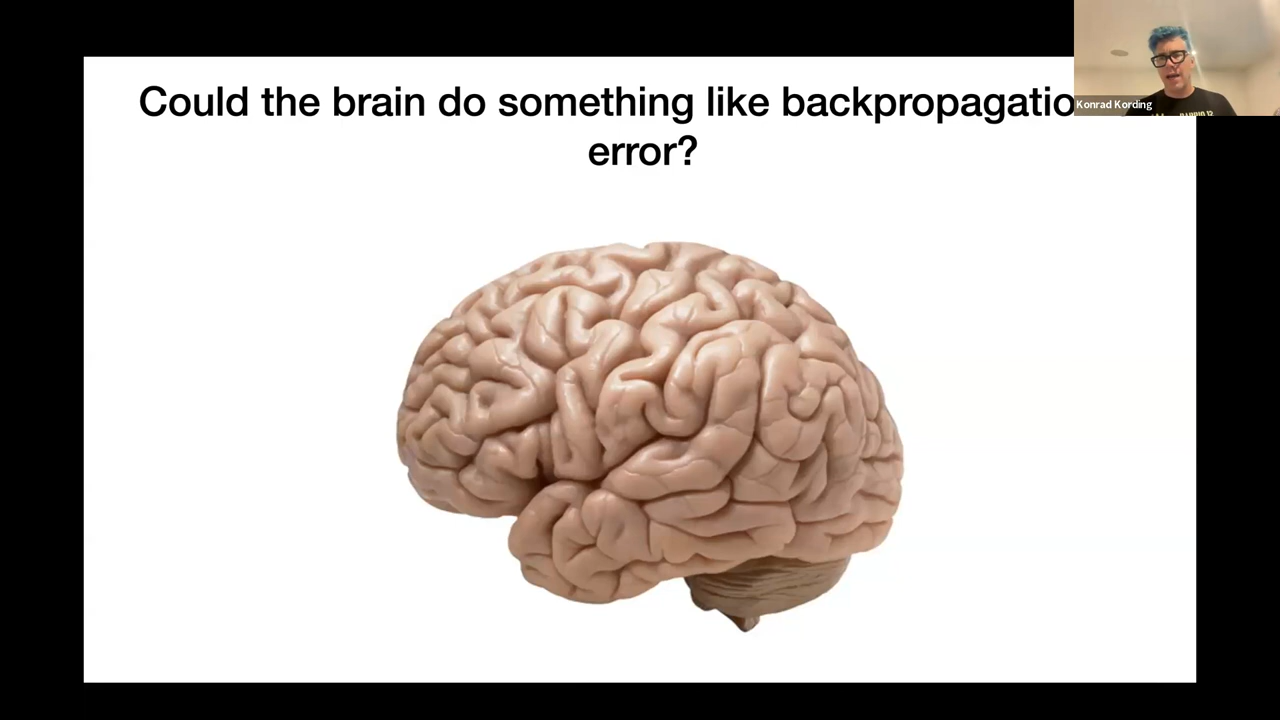 Could the brain do something like backpropagatio
error?
Konrad Kording